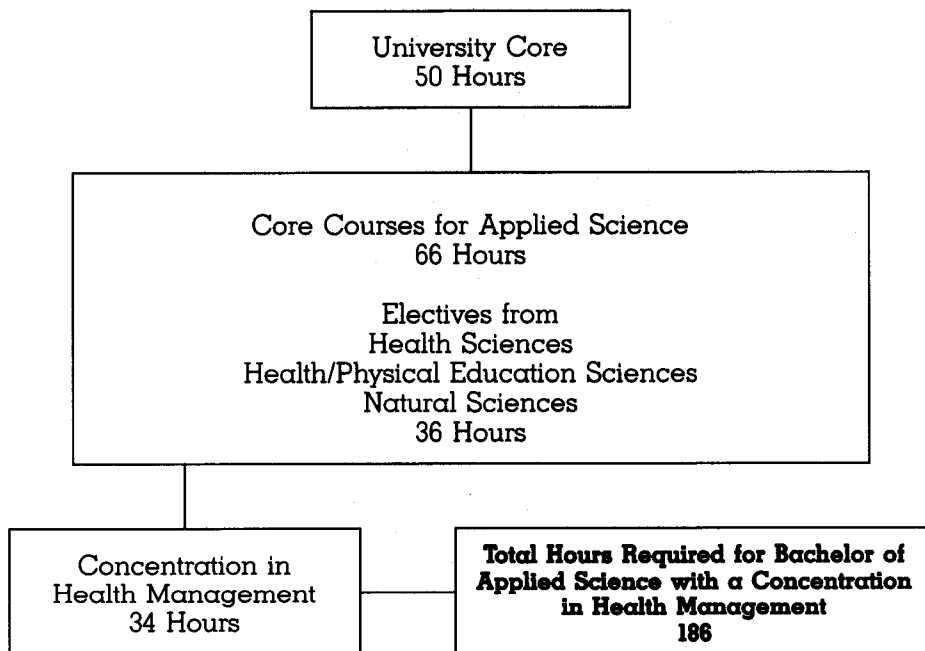 University Core
50 Hours
Core Courses for Applied Science
66 Hours
Electives from
Health Sciences
Health/Physical Education Sciences
Natural Sciences
36 Hours
Concentration in
Health Management
34 Hours
Total Hours Required for Bachelor of
Applied Science with a Concentration
in Health Management
186